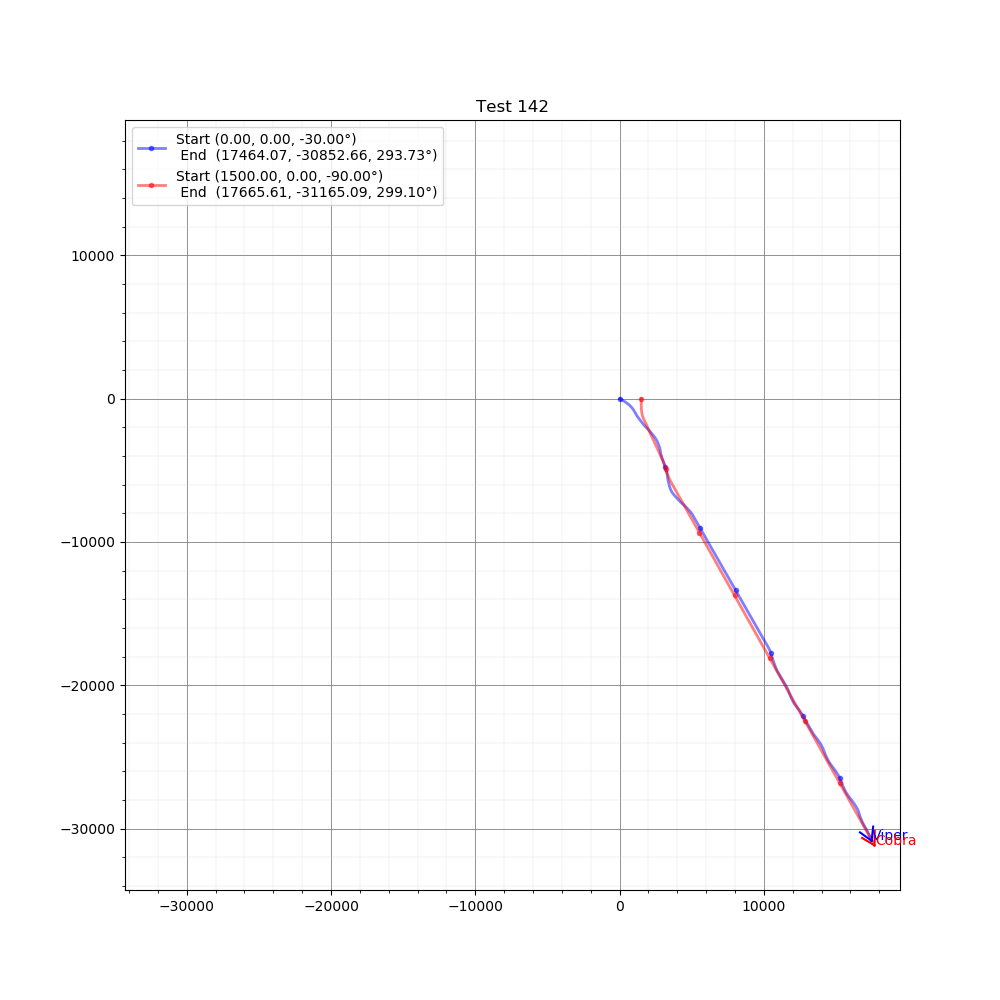 Test 142
Start (0.00, 0.00, -30.00°)
End (17464.07, -30852.66, 293.73°)
Start (1500.00, 0.00, -90.00°)
End (17665.61, -31165.09, 299.10°)
10000
0
−10000
−20000
−30000
Viper
Cobra
−30000
−20000
−10000
0
10000